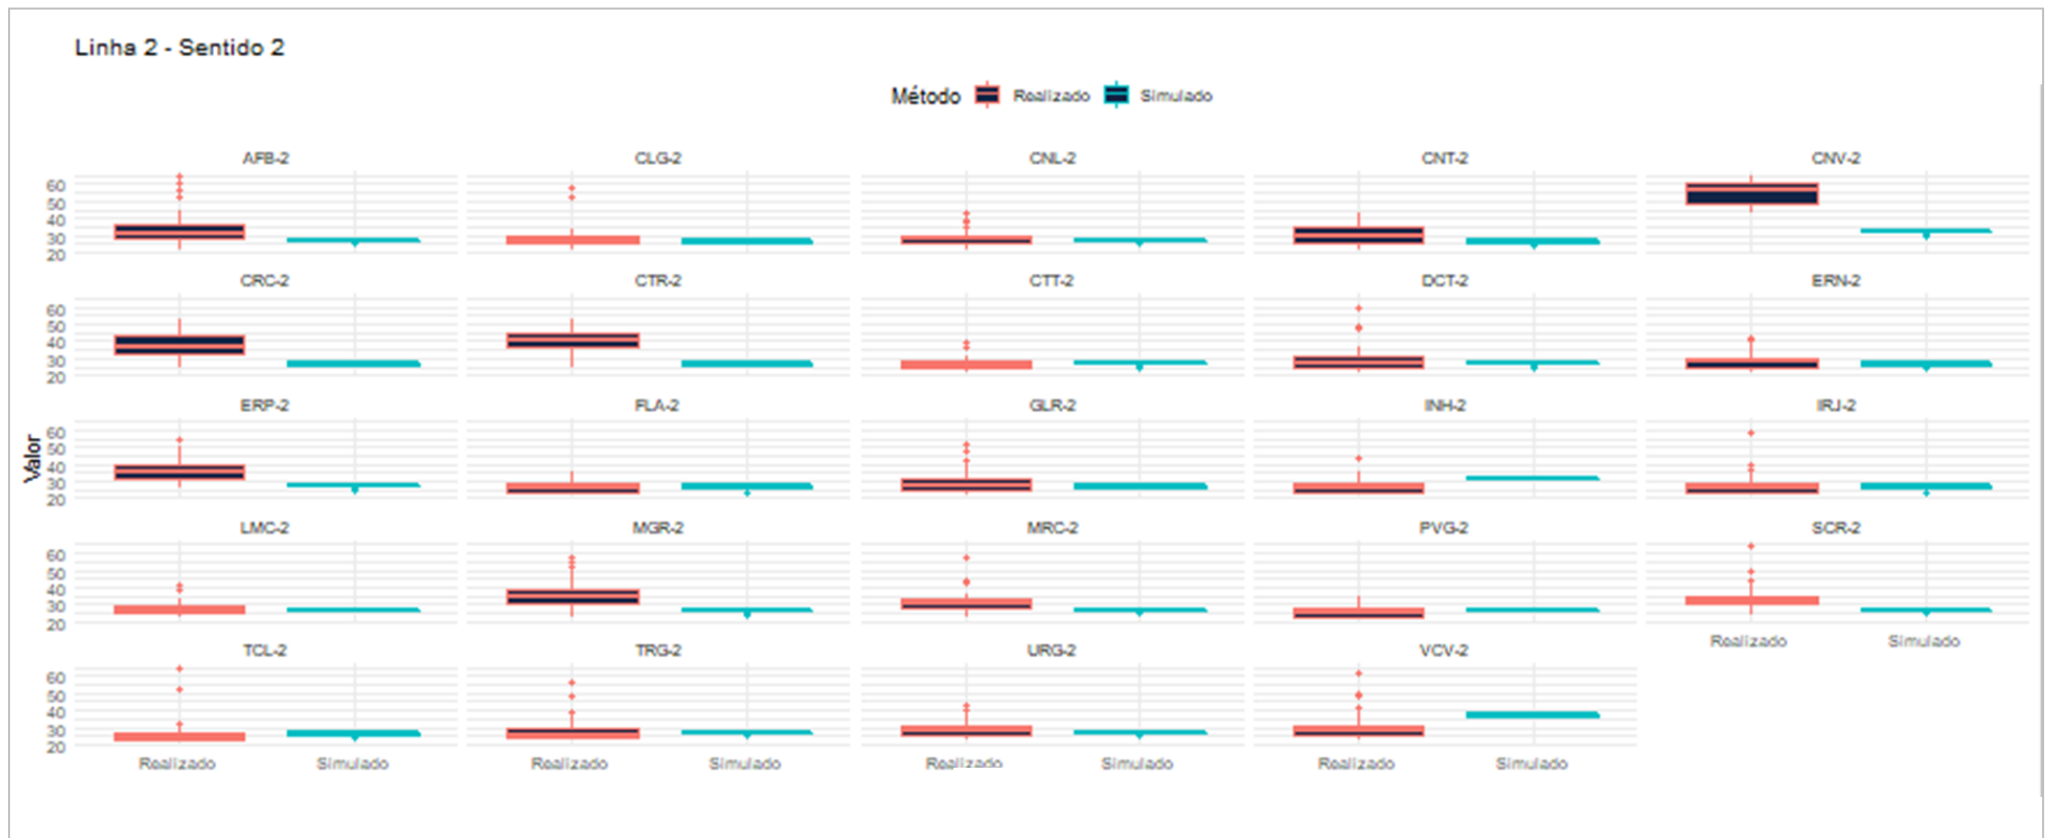 Linha 2 - Sentido 2
Método Realizado Simulado
AFB-2 CLG-2 CNL-2 CNT-2 CNV-2
60
50
40
30
20
CRC-2 CTR-2 CTT-2 DCT-2 ERN-2
60
50
40
30
20
ERP-2 FLA-2 GLR-2 INH-2 IRJ-2
Valor
60
50
40
30
20
LMC-2 MGR-2 MRC-2 PVG-2 SCR-2
60
50
40
30
20
Realizado Simulado
TCL-2 TRG-2 URG-2 VCV-2
60
50
40
30
20
Realizado Simulado Realizado Simulado Realizado Simulado Realizado Simulado